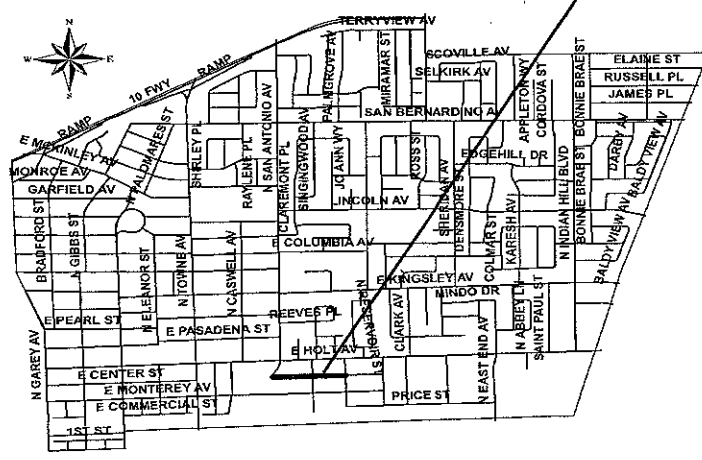 N
W
E
S
TERRYVIEW AV
RAMP
10 FWY
RAMP
SCOVILLE AV
SELKIRK AV
ELAINE ST
RUSSELL PL
JAMES PL
SAN BERNARDINO AV
PALMGROVE AV
MIRAMAR ST
APPLETON WY
CORDOVA ST
BONNIE BRAE ST
E MCKINLEY AV
MONROE AV
GARFIELD AV
N PALOMARES ST
SHIRLEY PL
RAYLENE PL
N SAN ANTONIO AV
CLAREMONT PL
SINGINGWOOD AV
JO ANN WY
ROSS ST
EDGEHILL DR
DARBY AV
BALDY VIEW AV
LINCOLN AV
SHERIDAN AV
DENSMORE ST
N INDIAN HILL BLVD
BONNIE BRAE ST
BALDY VIEW AV
BRADFORD ST
N GIBBS ST
N ELEANOR ST
N TOWNE AV
N CASWELL AV
E COLUMBIA AV
COLMAR ST
KARESH AV
E KINGSLEY AV
MINDO DR
N RESERVOIR ST
CLARK AV
REEVES PL
N ABBEY LN
SAINT PAUL ST
E PEARL ST
E PASADENA ST
N GAREY AV
E HOLT AV
N EAST END AV
E CENTER ST
E MONTEREY AV
E COMMERCIAL ST
PRICE ST
1ST ST